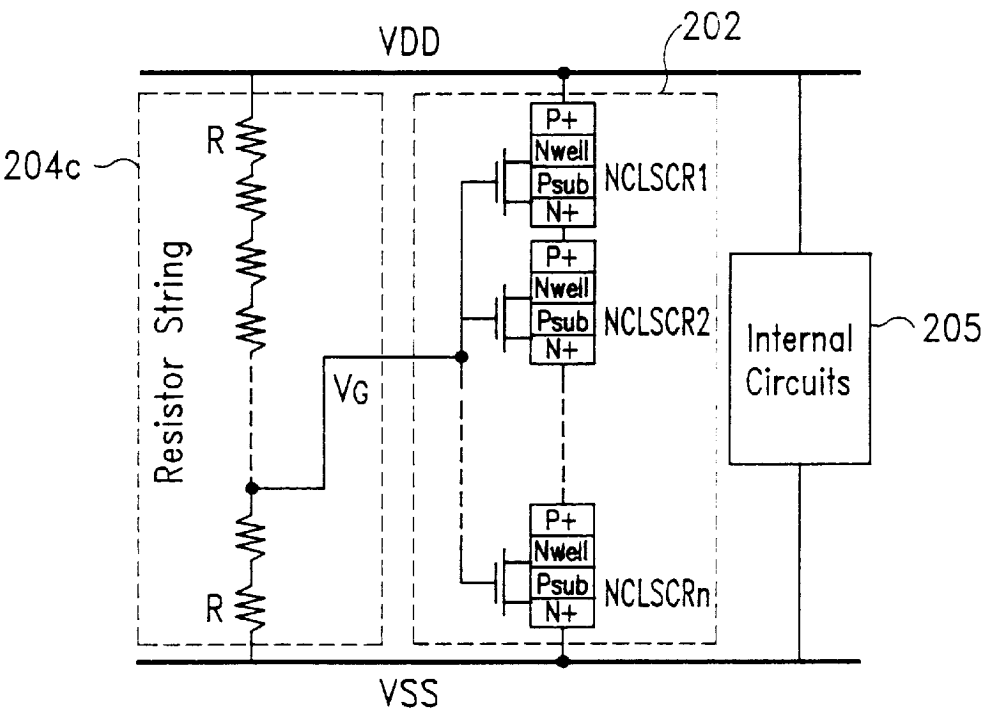 202
VDD
204c
R
Resistor String
VG
R
P+
Nwell
Psub
N+
NCLSCR1
P+
Nwell
Psub
N+
NCLSCR2
P+
Nwell
Psub
N+
NCLSCRn
Internal
Circuits
205
VSS